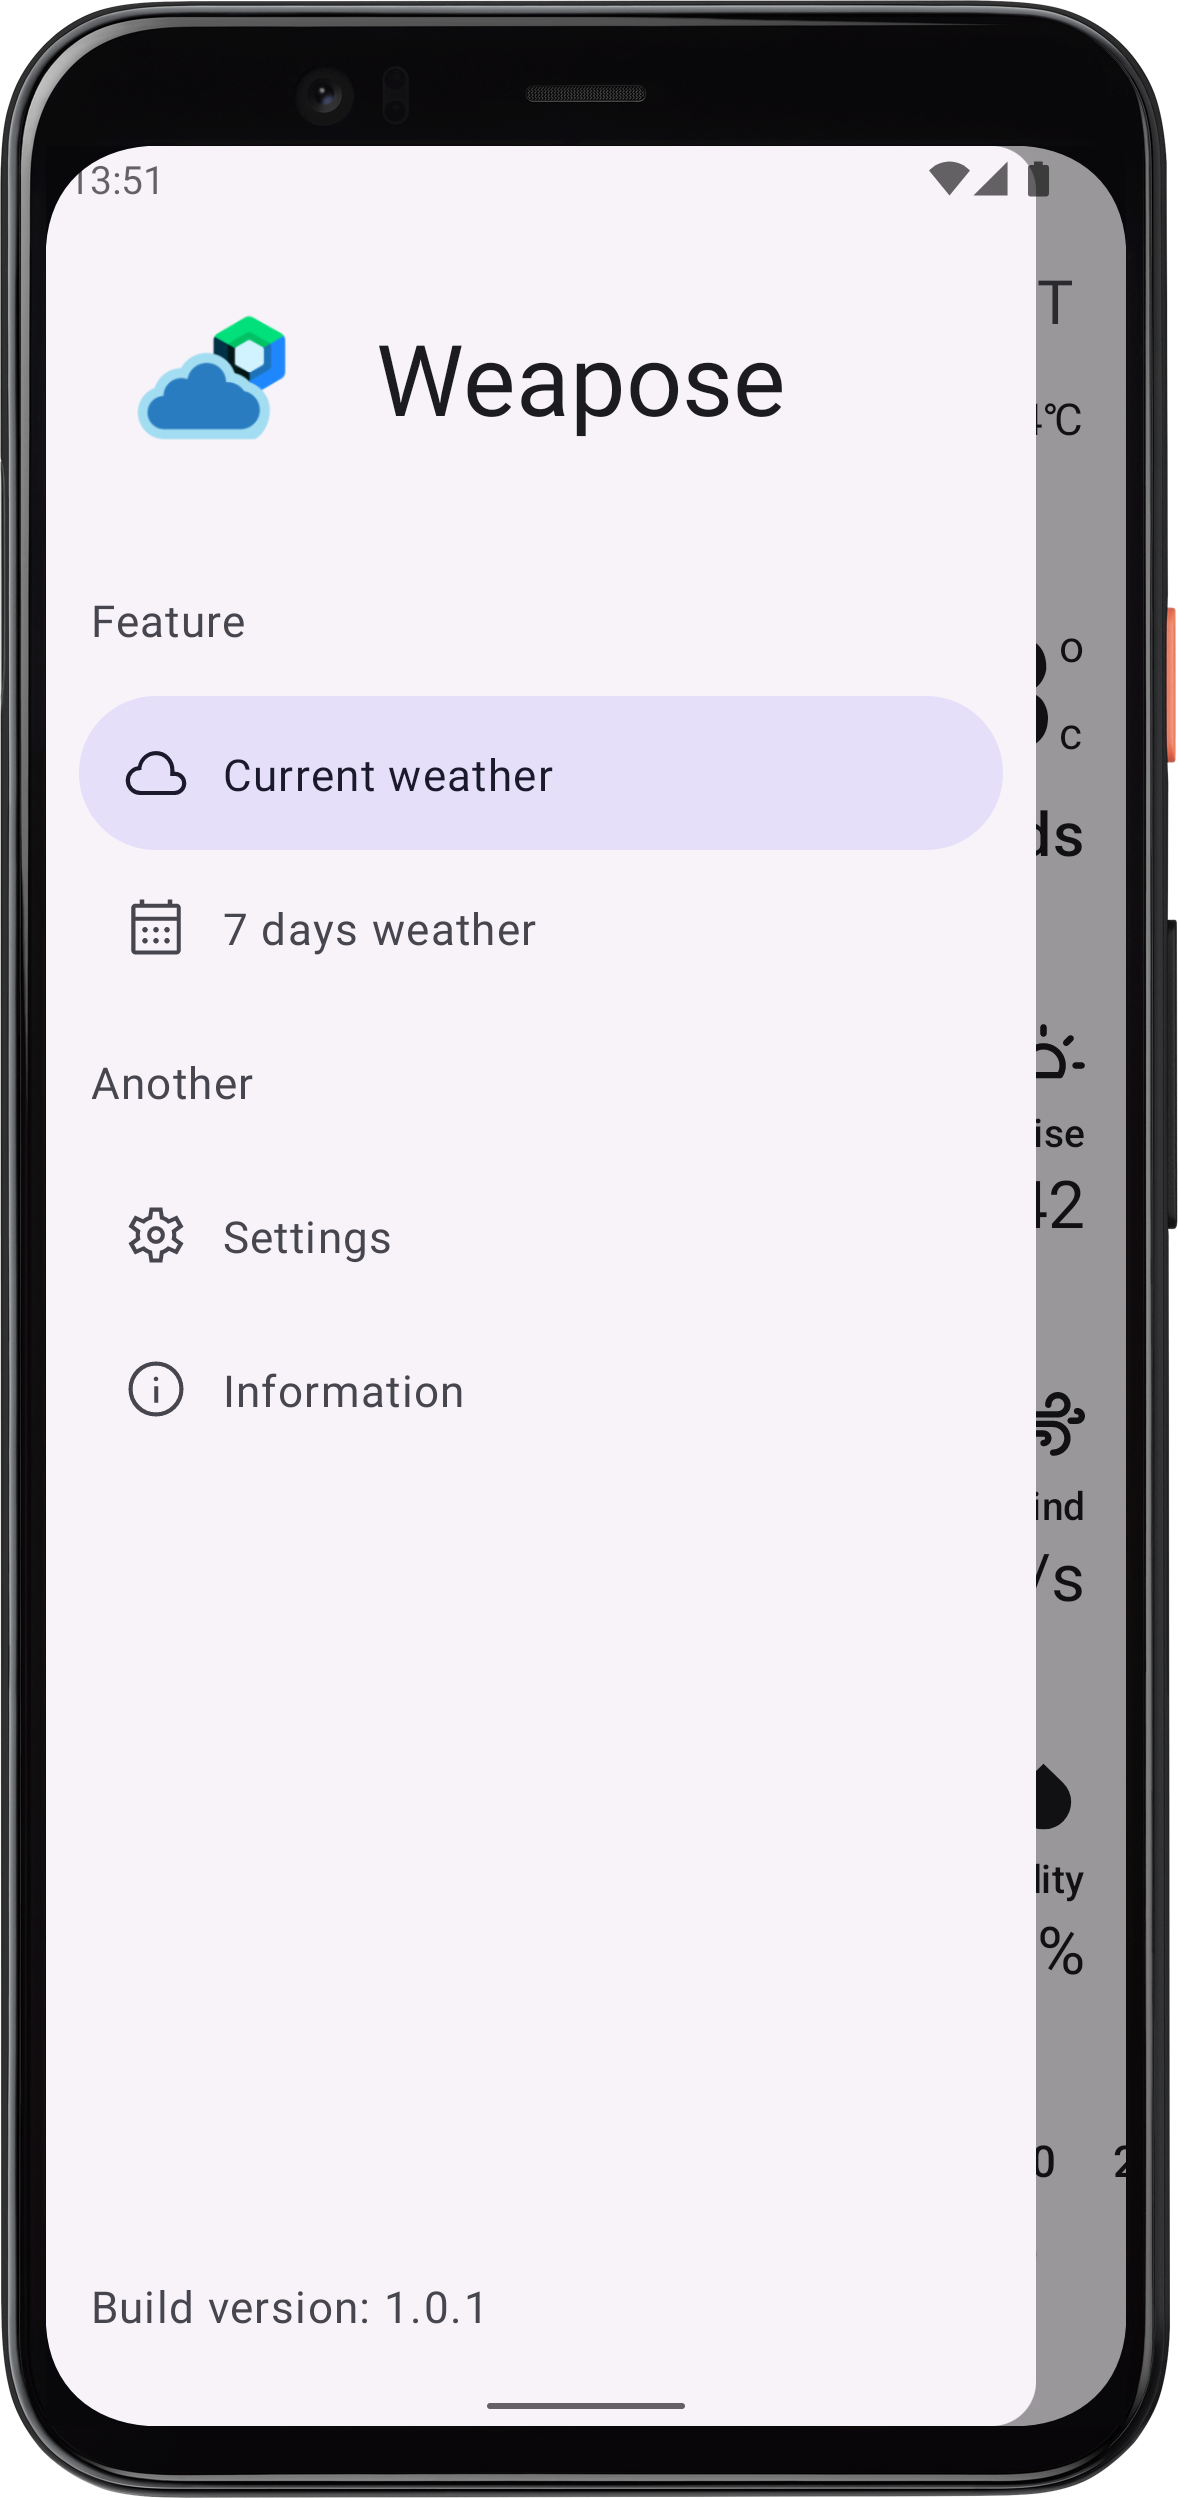 13:51
Weapose
T
°C
Feature
o
c
Current weather
ds
7 days weather
Another
ise
42
Settings
Information
ind
/s
lity
%
0 2
Build version: 1.0.1